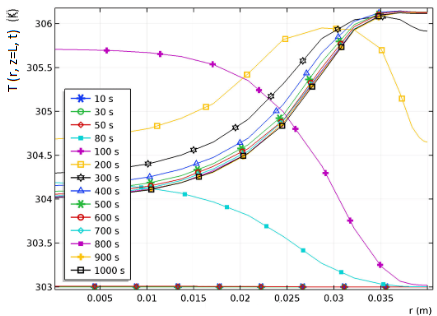 T (r, z=L, t) (K)
306
305.5
305
304.5
304
303.5
303
10 s
30 s
50 s
80 s
100 s
200 s
300 s
400 s
500 s
600 s
700 s
800 s
900 s
1000 s
0.005 0.01 0.015 0.02 0.025 0.03 0.035
r (m)